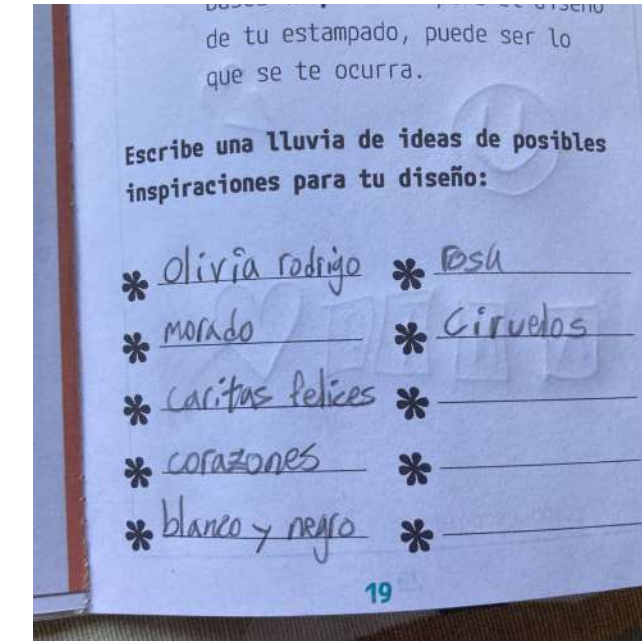 de tu estampado, puede ser lo
que se te ocurra.
Escribe una lluvia de ideas de posibles
inspiraciones para tu diseño:
* olivia rodrigo
* morado
* caritas felices
* corazones
* blanco y negro
* rosa
* Ciruelos
*
*
*
19